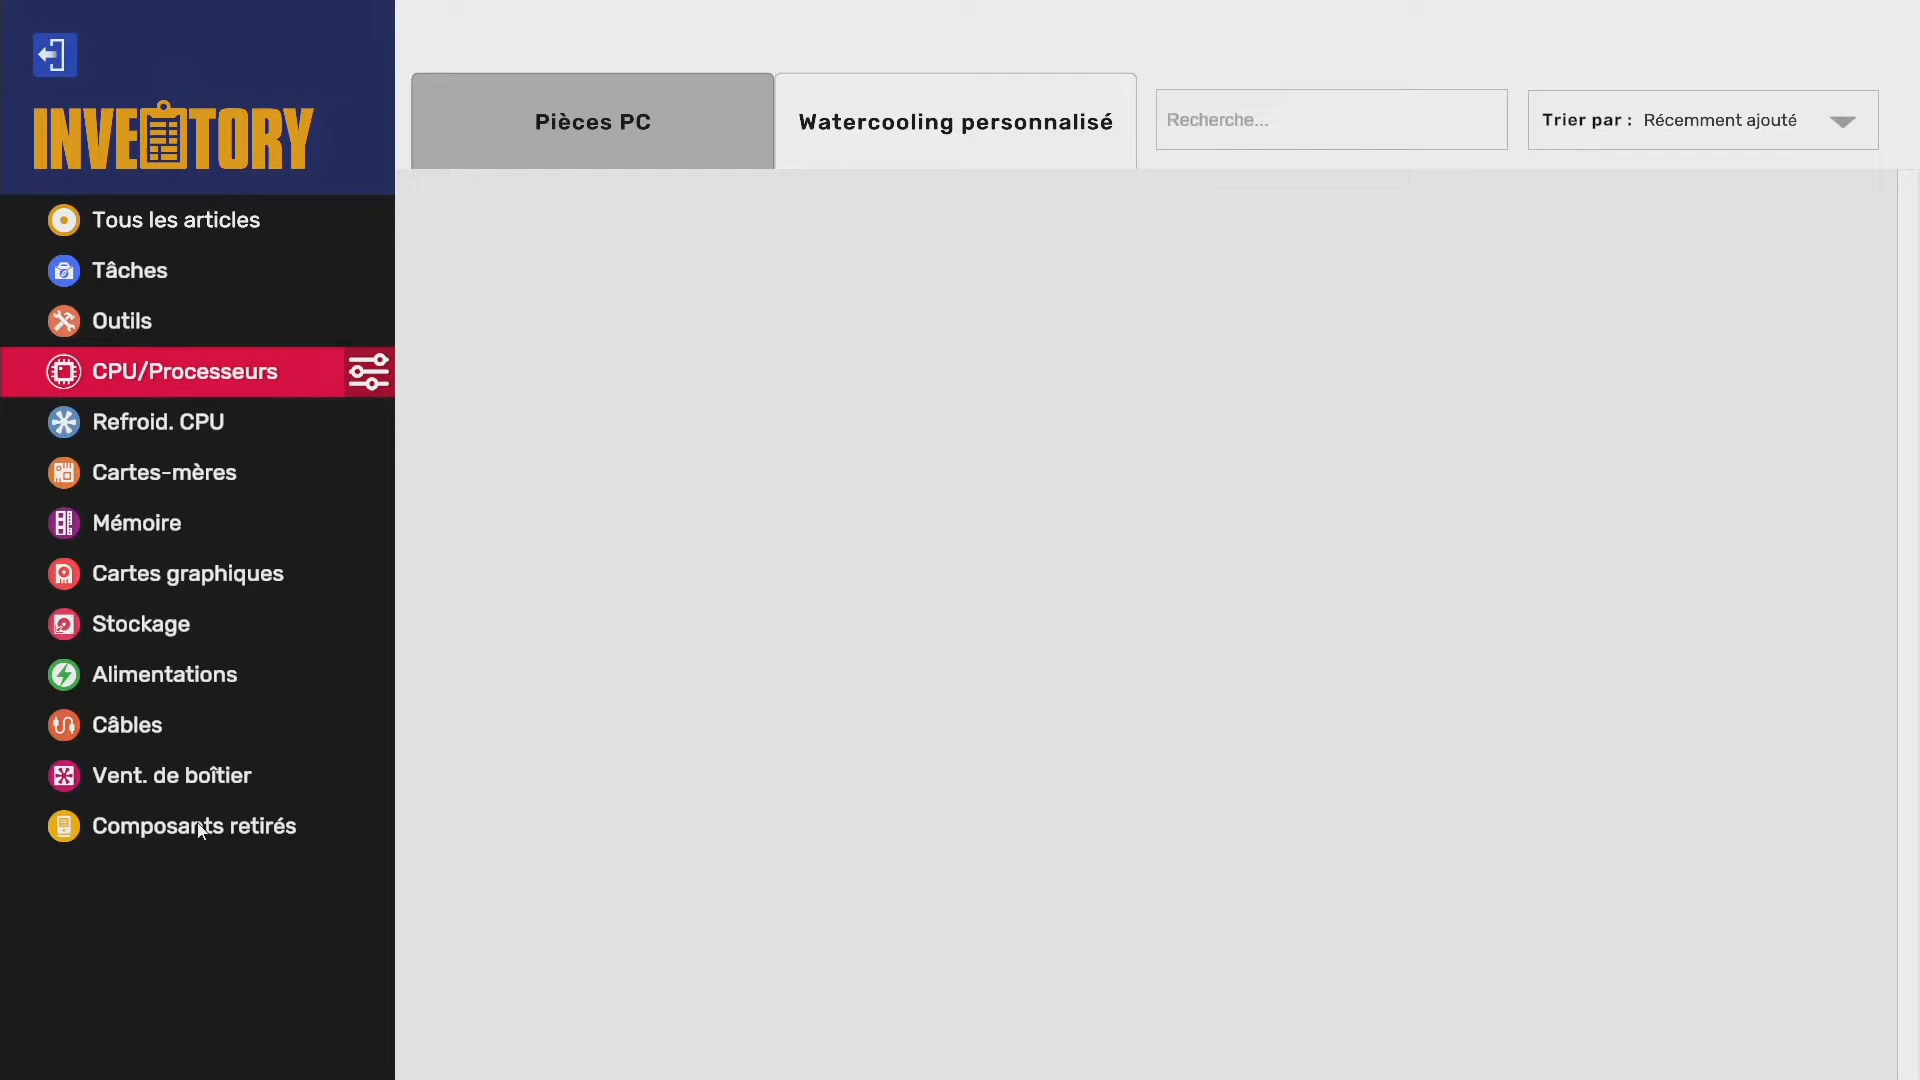 INVENTORY
Pièces PC
Watercooling personnalisé
Recherche...
Trier par : Récemment ajouté
Tous les articles
Tâches
Outils
CPU/Processeurs
Refroid. CPU
Cartes-mères
Mémoire
Cartes graphiques
Stockage
Alimentations
Câbles
Vent. de boîtier
Composants retirés